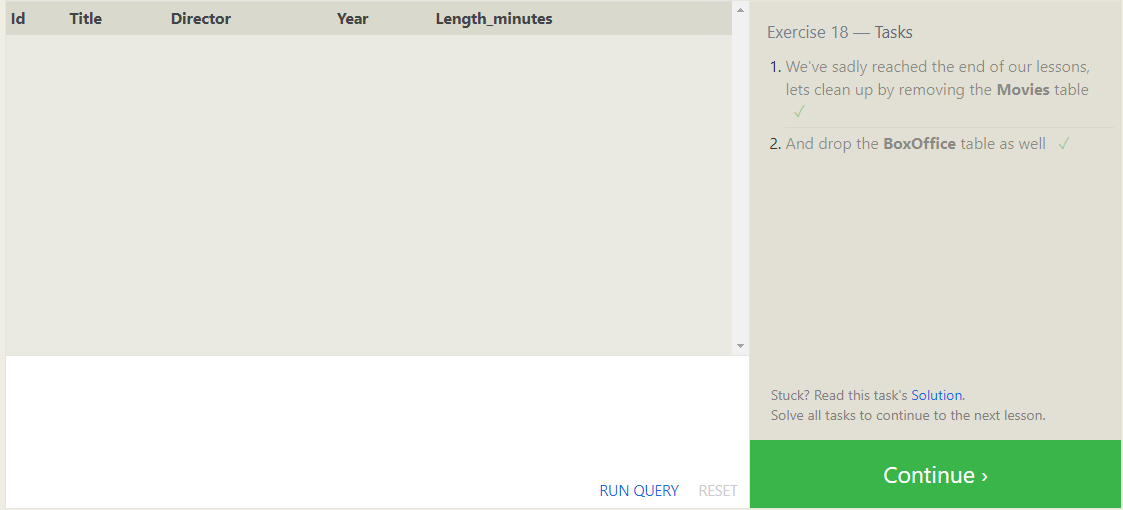 Id Title Director Year Length_minutes
Exercise 18 — Tasks
1. We've sadly reached the end of our lessons,
lets clean up by removing the Movies table
✓
2. And drop the BoxOffice table as well ✓
Stuck? Read this task's Solution.
Solve all tasks to continue to the next lesson.
RUN QUERY RESET
Continue ›